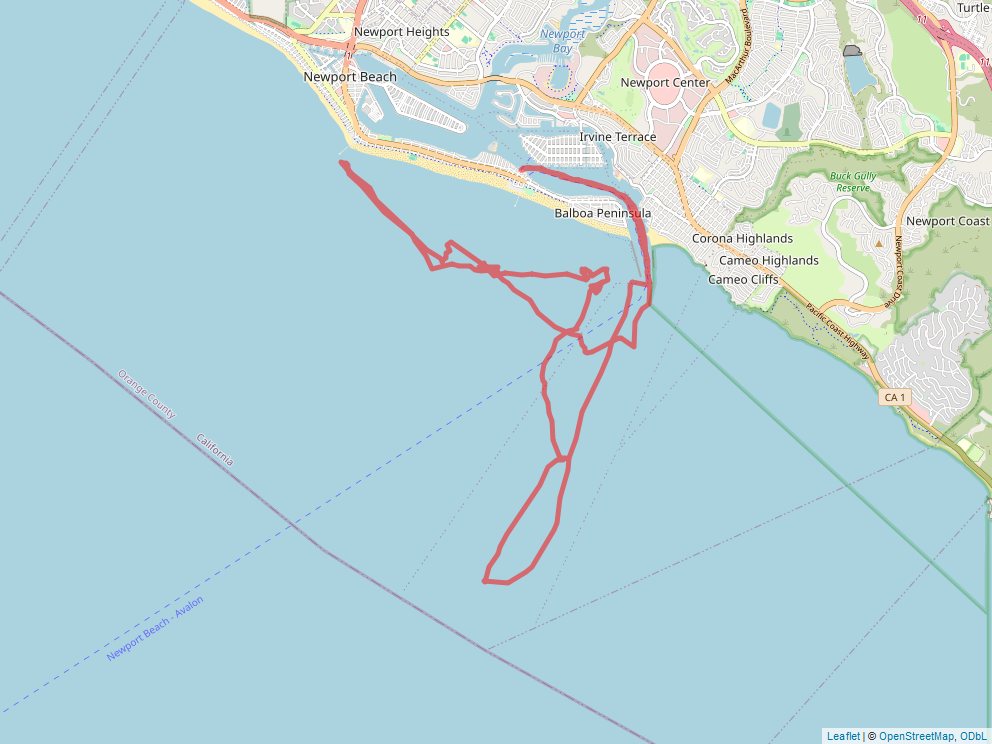 Turtle
11
11
Newport Heights
Newport
Bay
MacArthur Boulevard
Newport Beach
Newport Center
Irvine Terrace
Buck Gully
Reserve
Balboa Peninsula
Newport Coast
Corona Highlands
Cameo Highlands
Cameo Cliffs
Newport Coast Drive
Pacific Coast Highway
CA 1
Orange County
California
Newport Beach - Avalon
Leaflet | © OpenStreetMap, ODbL